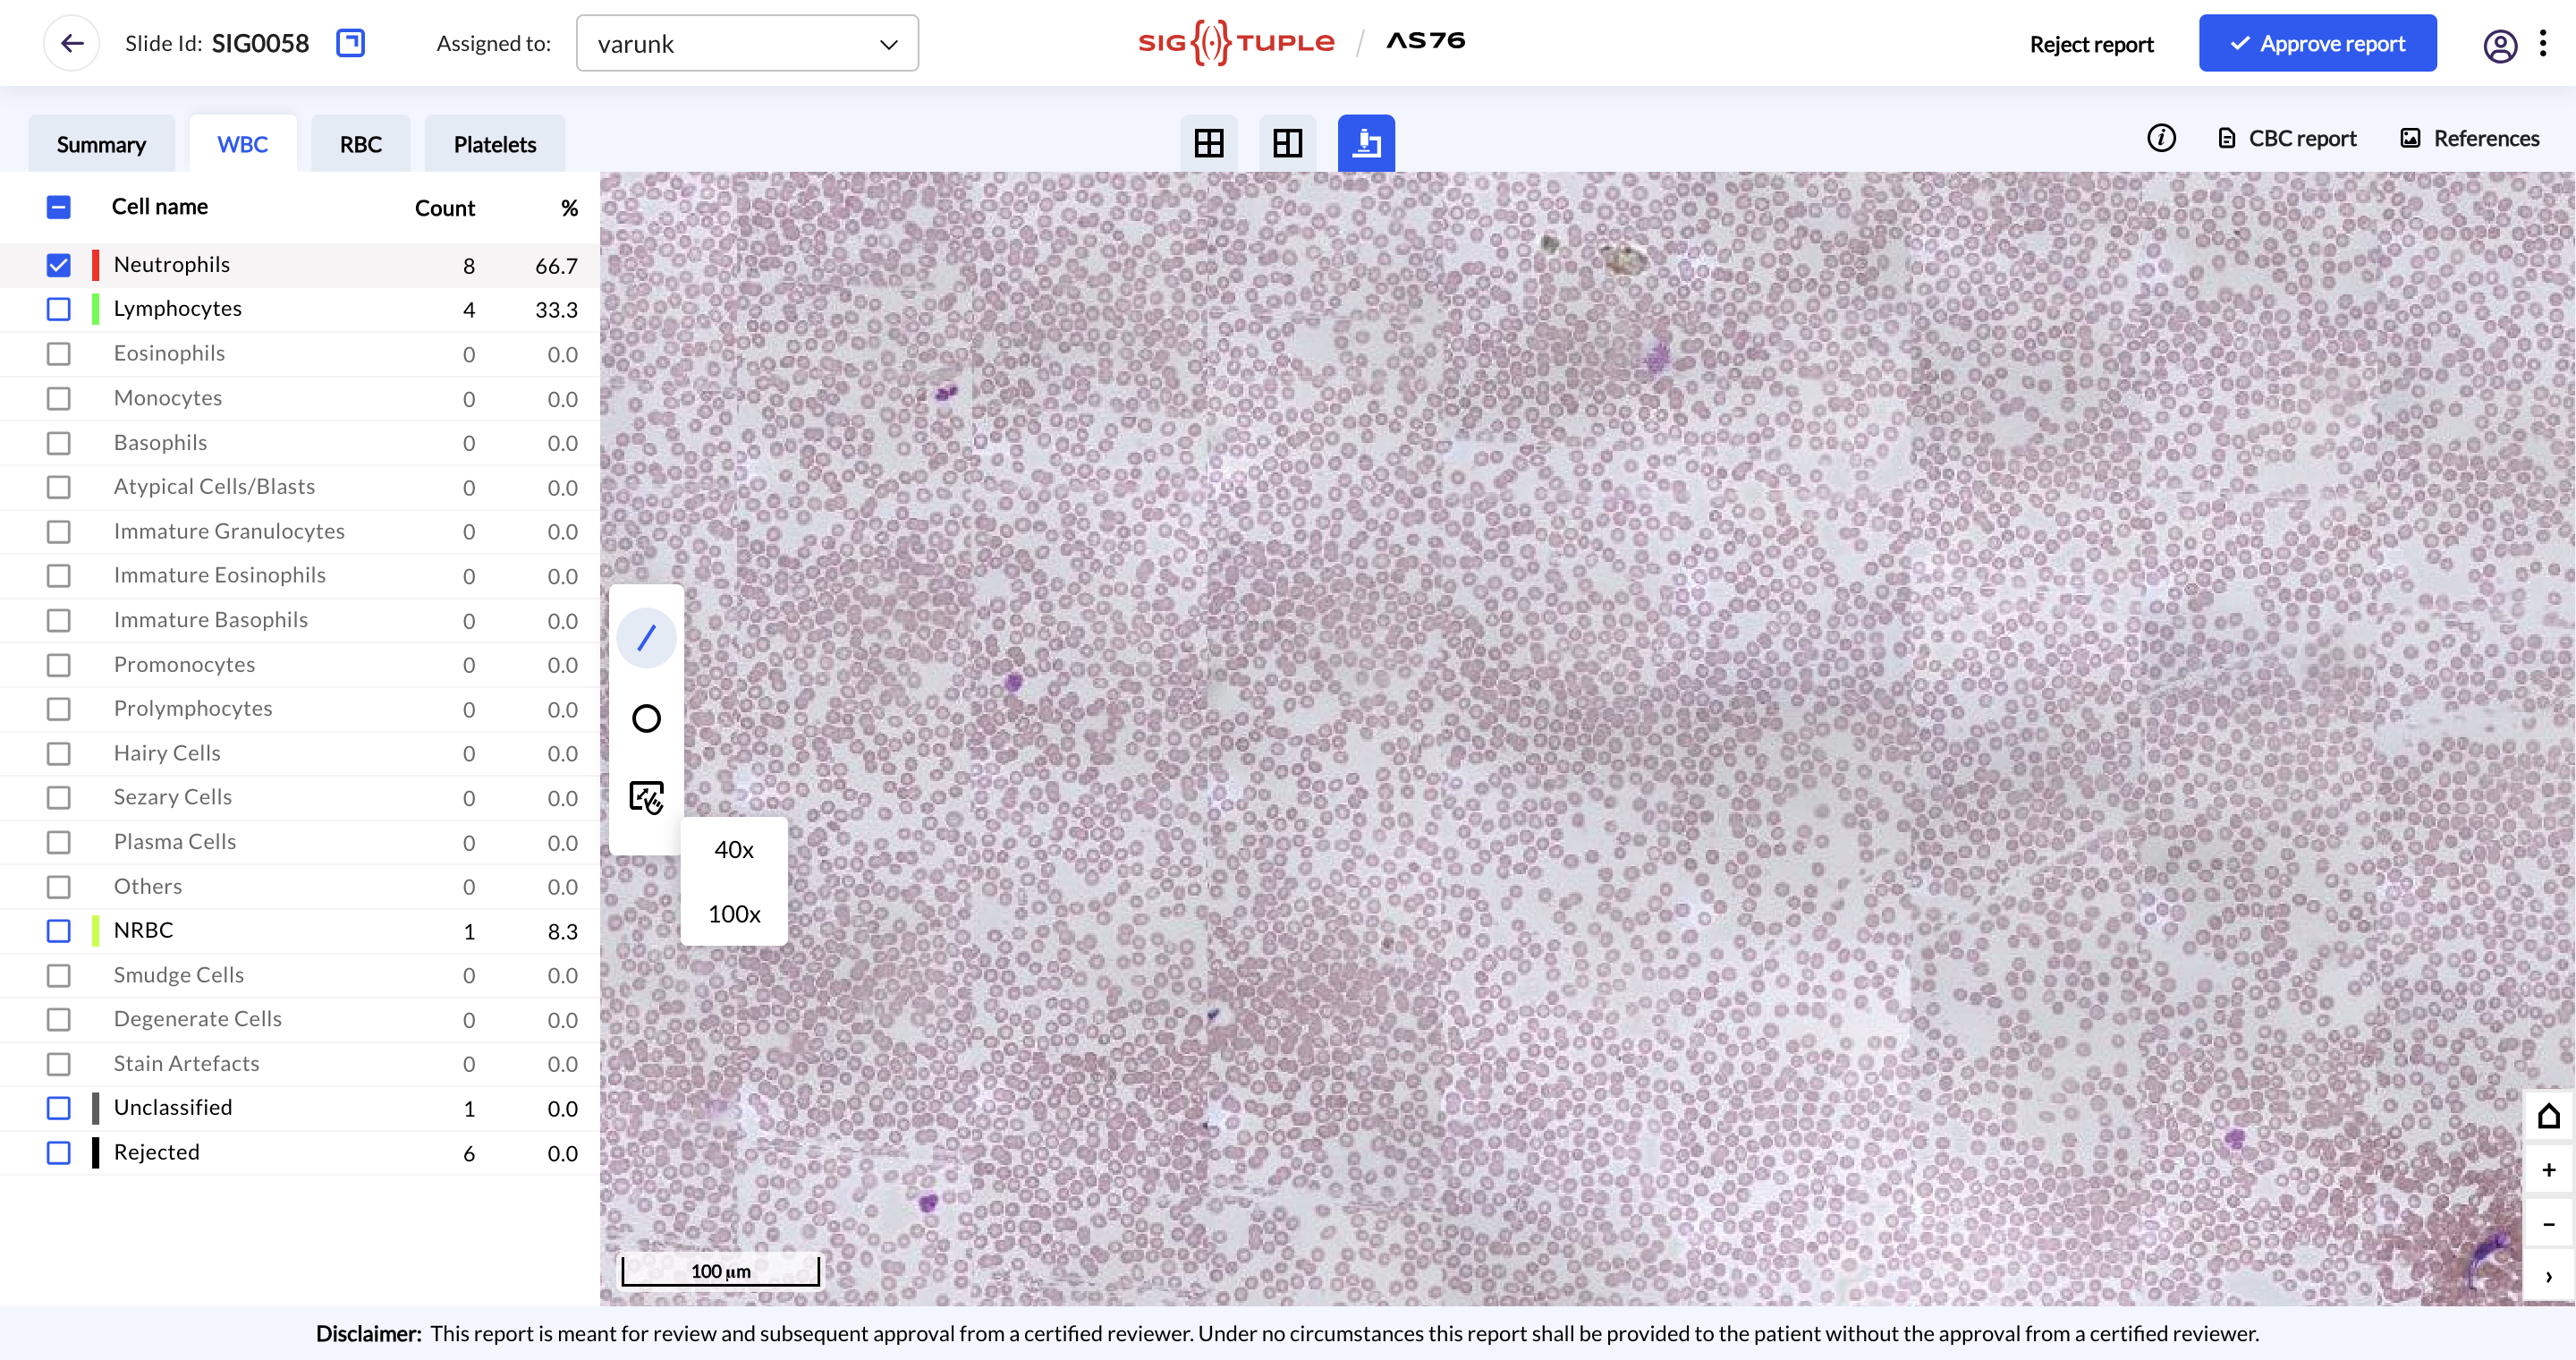 Slide Id: SIG0058 Assigned to: varunk SIG TUPLE / AS76 Reject report Approve report
Summary WBC RBC Platelets i CBC report References
Cell name Count %
Neutrophils 8 66.7
Lymphocytes 4 33.3
Eosinophils 0 0.0
Monocytes 0 0.0
Basophils 0 0.0
Atypical Cells/Blasts 0 0.0
Immature Granulocytes 0 0.0
Immature Eosinophils 0 0.0
Immature Basophils 0 0.0
Promonocytes 0 0.0
Prolymphocytes 0 0.0
Hairy Cells 0 0.0
Sezary Cells 0 0.0
Plasma Cells 0 0.0
Others 0 0.0
NRBC 1 8.3
Smudge Cells 0 0.0
Degenerate Cells 0 0.0
Stain Artefacts 0 0.0
Unclassified 1 0.0
Rejected 6 0.0
40x
100x
100 μm
Disclaimer: This report is meant for review and subsequent approval from a certified reviewer. Under no circumstances this report shall be provided to the patient without the approval from a certified reviewer.